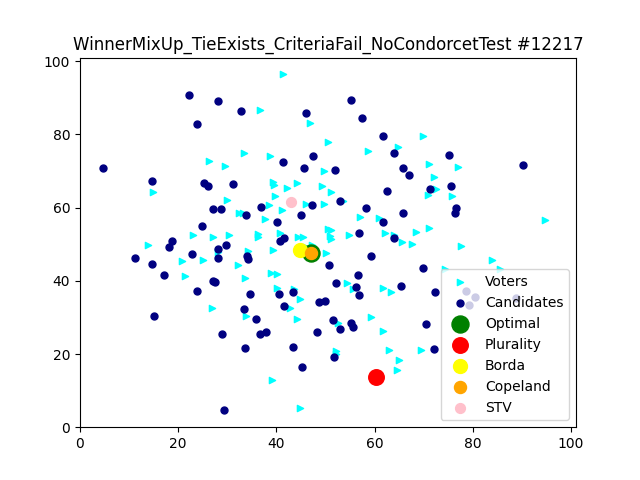 WinnerMixUp_TieExists_CriteriaFail_NoCondorcetTest #12217
100
80
60
40
20
0
0 20 40 60 80 100
Voters
Candidates
Optimal
Plurality
Borda
Copeland
STV